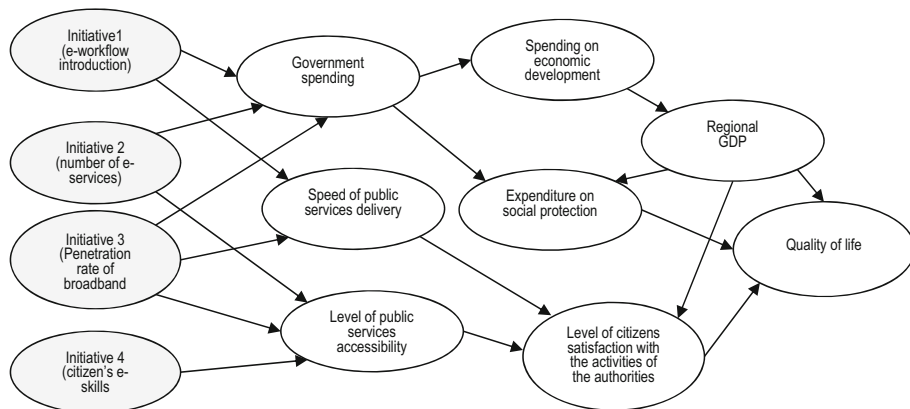 Initiative1
(e-workflow
introduction)
Government
spending
Spending on
economic
development
Initiative 2
(number of e-
services)
Regional
GDP
Speed of public
services delivery
Expenditure on
social protection
Initiative 3
(Penetration
rate of
broadband
Quality of life
Level of public
services
accessibility
Level of citizens
satisfaction with
the activities of
the authorities
Initiative 4
(citizen's e-
skills